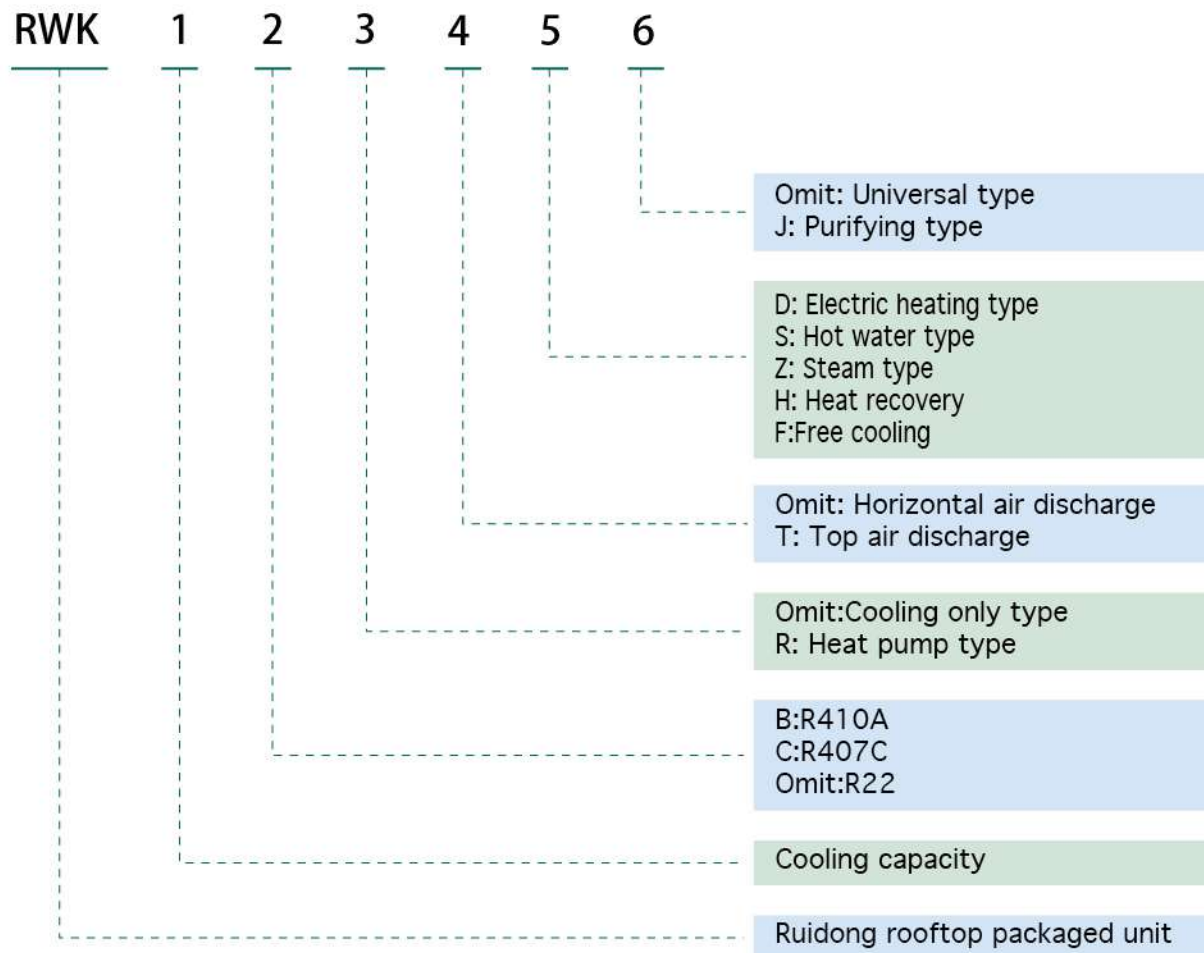 RWK 1 2 3 4 5 6
Omit: Universal type
J: Purifying type
D: Electric heating type
S: Hot water type
Z: Steam type
H: Heat recovery
F:Free cooling
Omit: Horizontal air discharge
T: Top air discharge
Omit:Cooling only type
R: Heat pump type
B:R410A
C:R407C
Omit:R22
Cooling capacity
Ruidong rooftop packaged unit